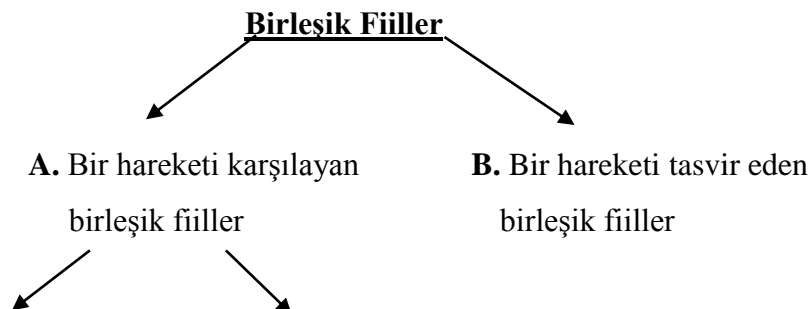 Birleşik Fiiller
A. Bir hareketi karşılayan
birleşik fiiller
B. Bir hareketi tasvir eden
birleşik fiiller